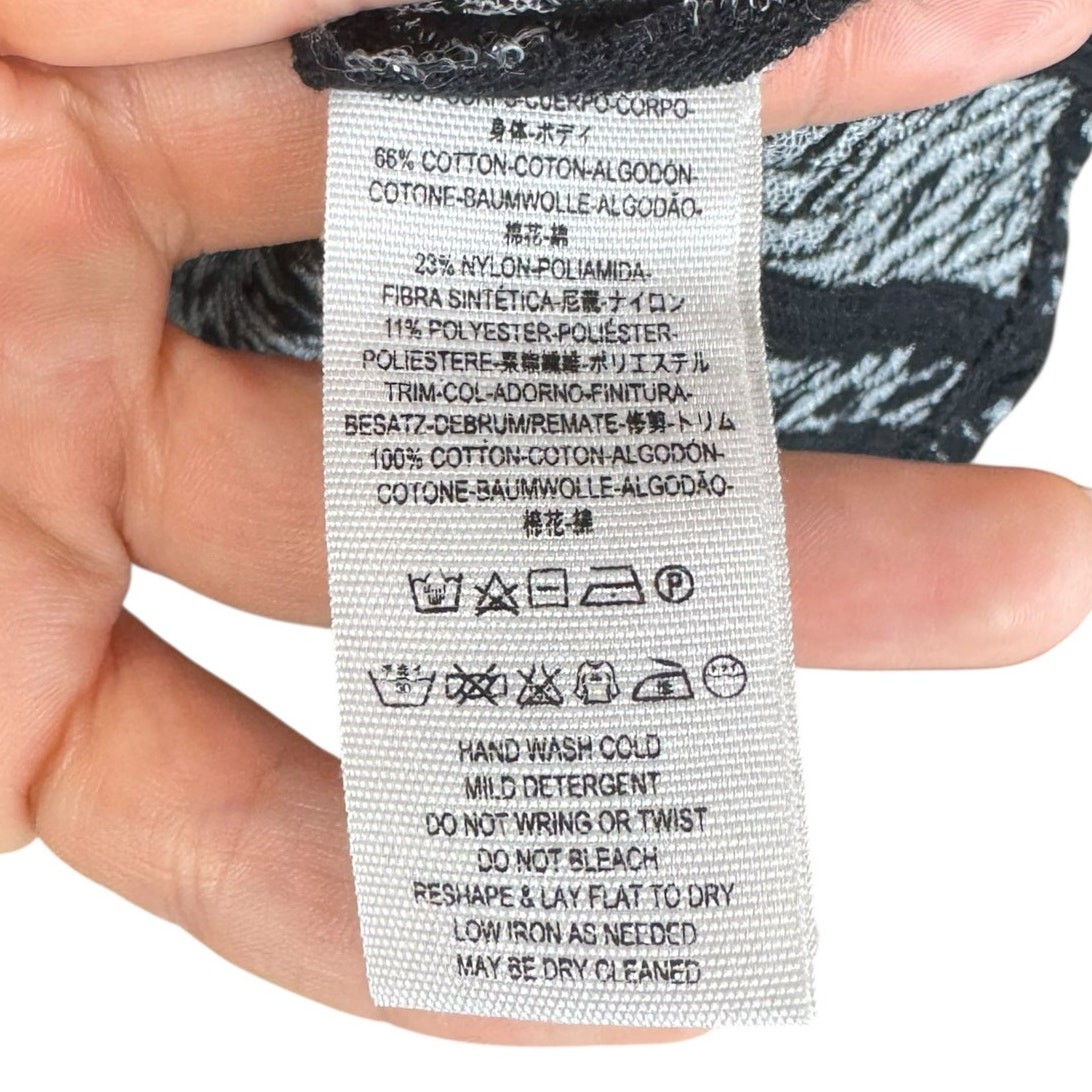 CORPS-CUERPO-CORPO-
身体-ボディ
66% COTTON-COTON-ALGODÓN-
COTONE-BAUMWOLLE-ALGODÃO-
棉花-綿
23% NYLON-POLIAMIDA-
FIBRA SINTÉTICA-尼龍-ナイロン
11% POLYESTER-POLIÉSTER-
POLIESTERE-聚酯纖維-ポリエステル
TRIM-COL-ADORNO-FINITURA-
BESATZ-DEBRUM/REMATE-修剪-トリム
100% COTTON-COTON-ALGODÓN-
COTONE-BAUMWOLLE-ALGODÃO-
棉花-綿
P
30
HAND WASH COLD
MILD DETERGENT
DO NOT WRING OR TWIST
DO NOT BLEACH
RESHAPE & LAY FLAT TO DRY
LOW IRON AS NEEDED
MAY BE DRY CLEANED